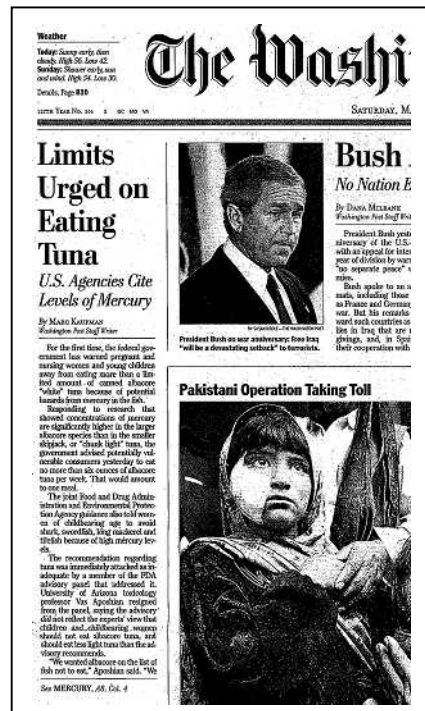 Weather
Today: Sunny early, then
cloudy. High 56. Low 42.
Sunday: Shower early, sun
and wind. High 54. Low 30.
Details, Page B10
127TH YEAR No. S DC MD VA
The Washi
SATURDAY, MA
Limits
Urged on
Eating
Tuna
U.S. Agencies Cite
Levels of Mercury
By MARC KAUFMAN
Washington Post Staff Writer
For the first time, the federal gov-
ernment has warned pregnant and
nursing women and young children
away from eating more than a lim-
ited amount of canned albacore
"white" tuna because of potential
hazards from mercury in the fish.
Responding to research that
showed concentrations of mercury
are significantly higher in the larger
albacore species than in the smaller
skipjack, or "chunk light" tuna, the
government advised potentially vul-
nerable consumers yesterday to eat
no more than six ounces of albacore
tuna per week. That would amount
to one meal.
The joint Food and Drug Admin-
istration and Environmental Protec-
tion Agency guidance also told wom-
en of childbearing age to avoid
shark, swordfish, king mackerel and
tilefish because of high mercury lev-
els.
The recommendation regarding
tuna was immediately attacked as in-
adequate by a member of the FDA
advisory panel that addressed it.
University of Arizona toxicology
professor Vas Aposhian resigned
from the panel, saying the advisory
did not reflect the experts' view that
children and childbearing women
should not eat albacore tuna, and
should eat less light tuna than the ad-
visory recommends.
"We wanted albacore on the list of
fish not to eat," Aposhian said. "We
See MERCURY, A8, Col. 4
THE WASHINGTON POST
President Bush on war anniversary: Free Iraq
"will be a devastating setback" to terrorists.
Bush
No Nation E
By DANA MILBANK
Washington Post Staff Writ
President Bush yest
niversary of the U.S.-
with an appeal for inter
year of division by warn
"no separate peace" w
mies.
Bush spoke to an a
mats, including those
as France and German
war. But his remarks
ward such countries as
lies in Iraq that are r
givings, and, in Spai
their cooperation with
Pakistani Operation Taking Toll